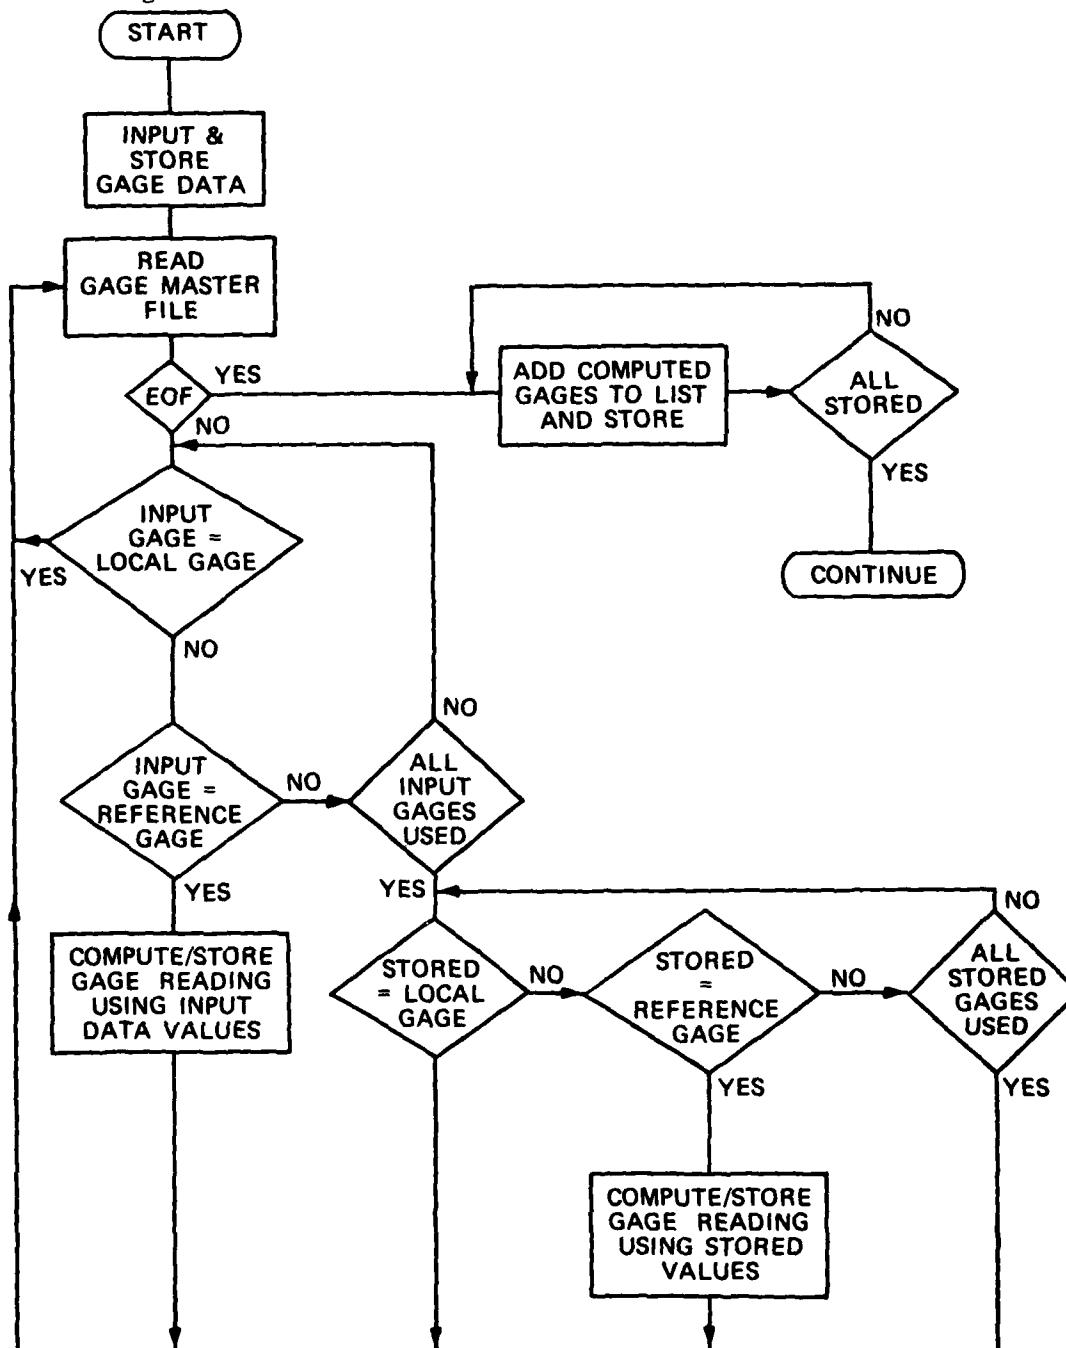 START
INPUT &
STORE
GAGE DATA
READ
GAGE MASTER
FILE
EOF
YES
NO
ADD COMPUTED
GAGES TO LIST
AND STORE
NO
ALL
STORED
YES
CONTINUE
INPUT
GAGE =
LOCAL GAGE
YES
NO
INPUT
GAGE =
REFERENCE
GAGE
NO
YES
NO
ALL
INPUT
GAGES
USED
YES
COMPUTE/STORE
GAGE READING
USING INPUT
DATA VALUES
STORED
= LOCAL
GAGE
NO
STORED
=
REFERENCE
GAGE
NO
YES
NO
ALL
STORED
GAGES
USED
YES
COMPUTE/STORE
GAGE READING
USING STORED
VALUES